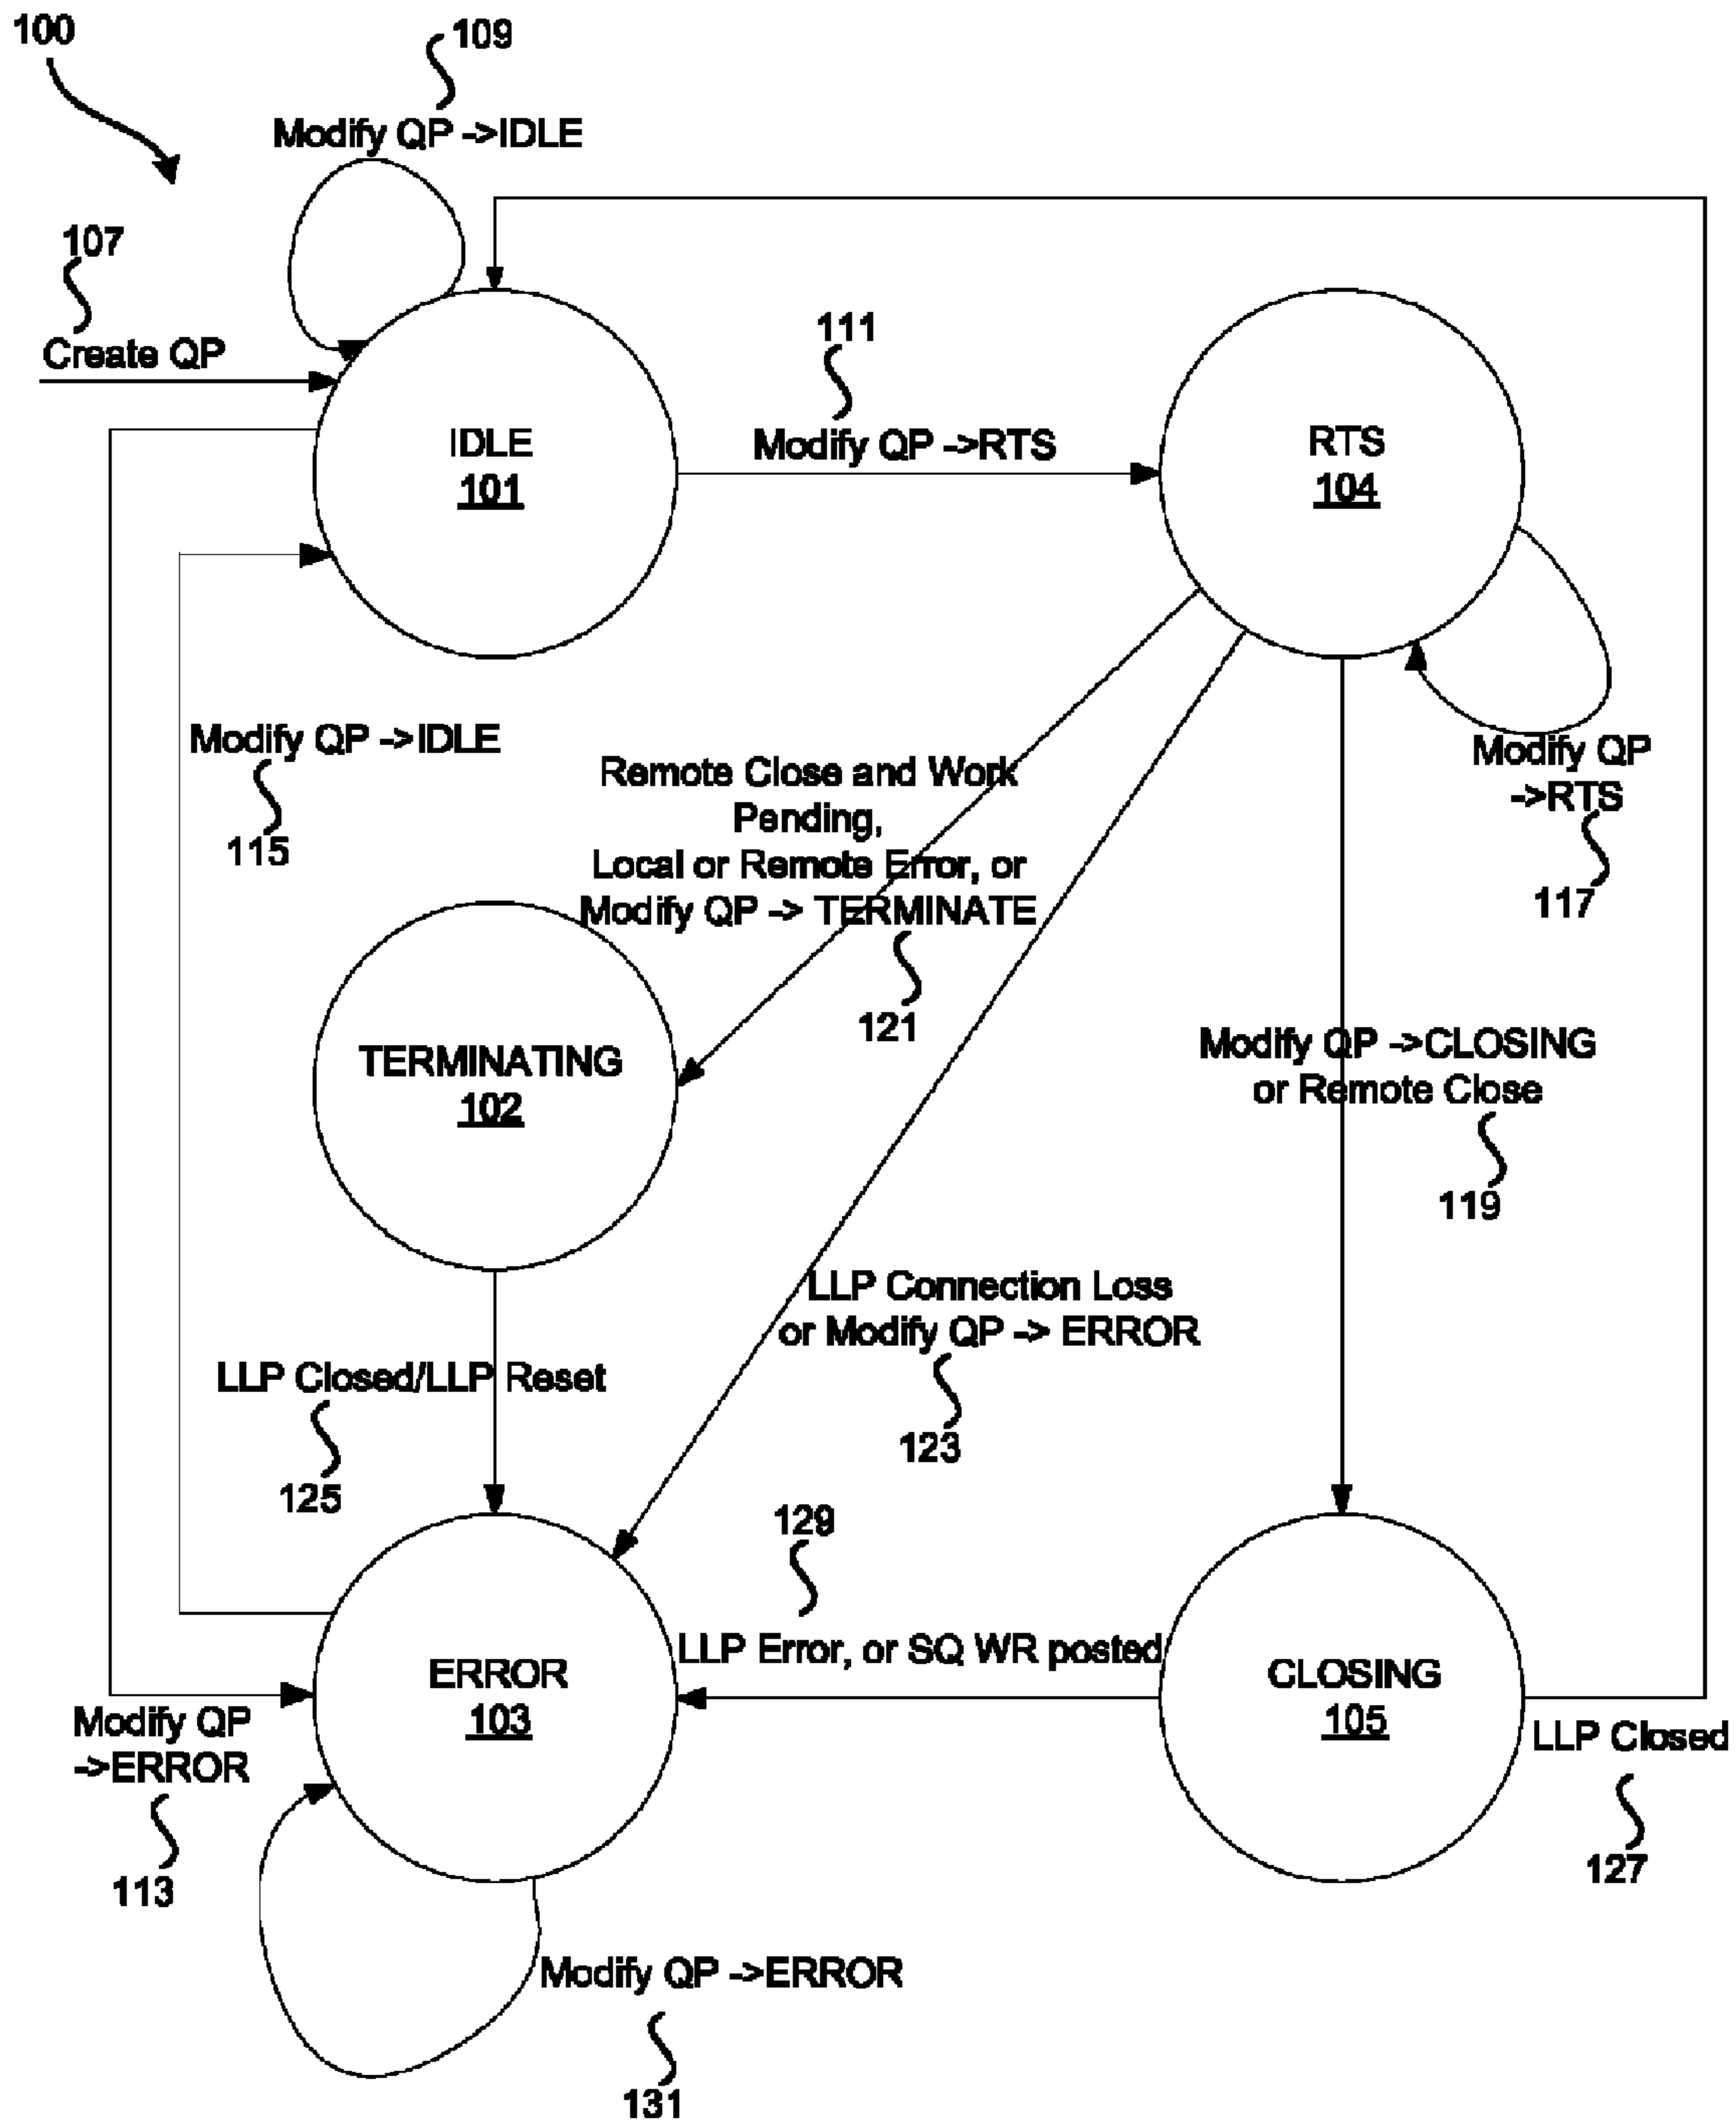 100
109
Modify QP ->IDLE
107
Create QP
111
Modify QP ->RTS
IDLE
101
RTS
104
Modify QP ->IDLE
115
Modify QP
->RTS
117
Remote Close and Work
Pending,
Local or Remote Error, or
Modify QP -> TERMINATE
121
TERMINATING
102
Modify QP ->CLOSING
or Remote Close
119
LLP Connection Loss
or Modify QP -> ERROR
123
LLP Closed/LLP Reset
125
129
LLP Error, or SQ WR posted
ERROR
103
CLOSING
105
LLP Closed
127
Modify QP
->ERROR
113
Modify QP ->ERROR
131